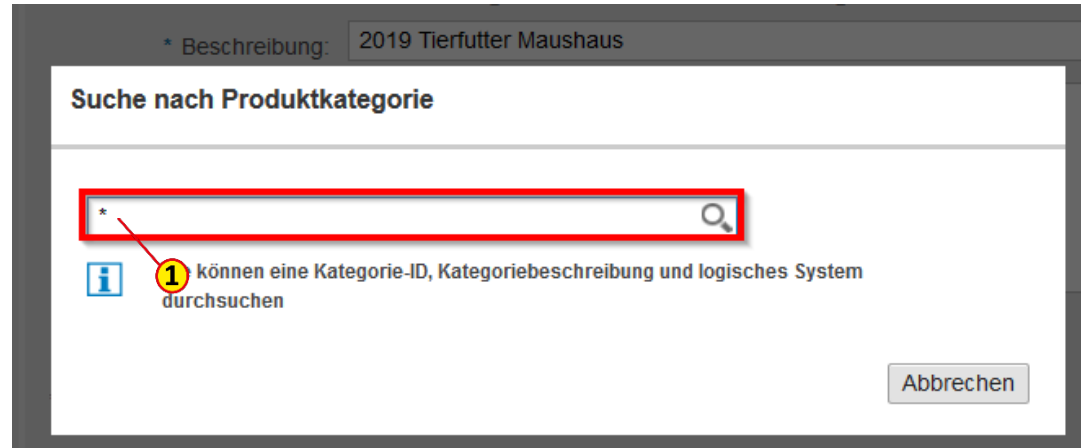 * Beschreibung: 2019 Tierfutter Maushaus
Suche nach Produktkategorie
*
1
können eine Kategorie-ID, Kategoriebeschreibung und logisches System
durchsuchen
Abbrechen